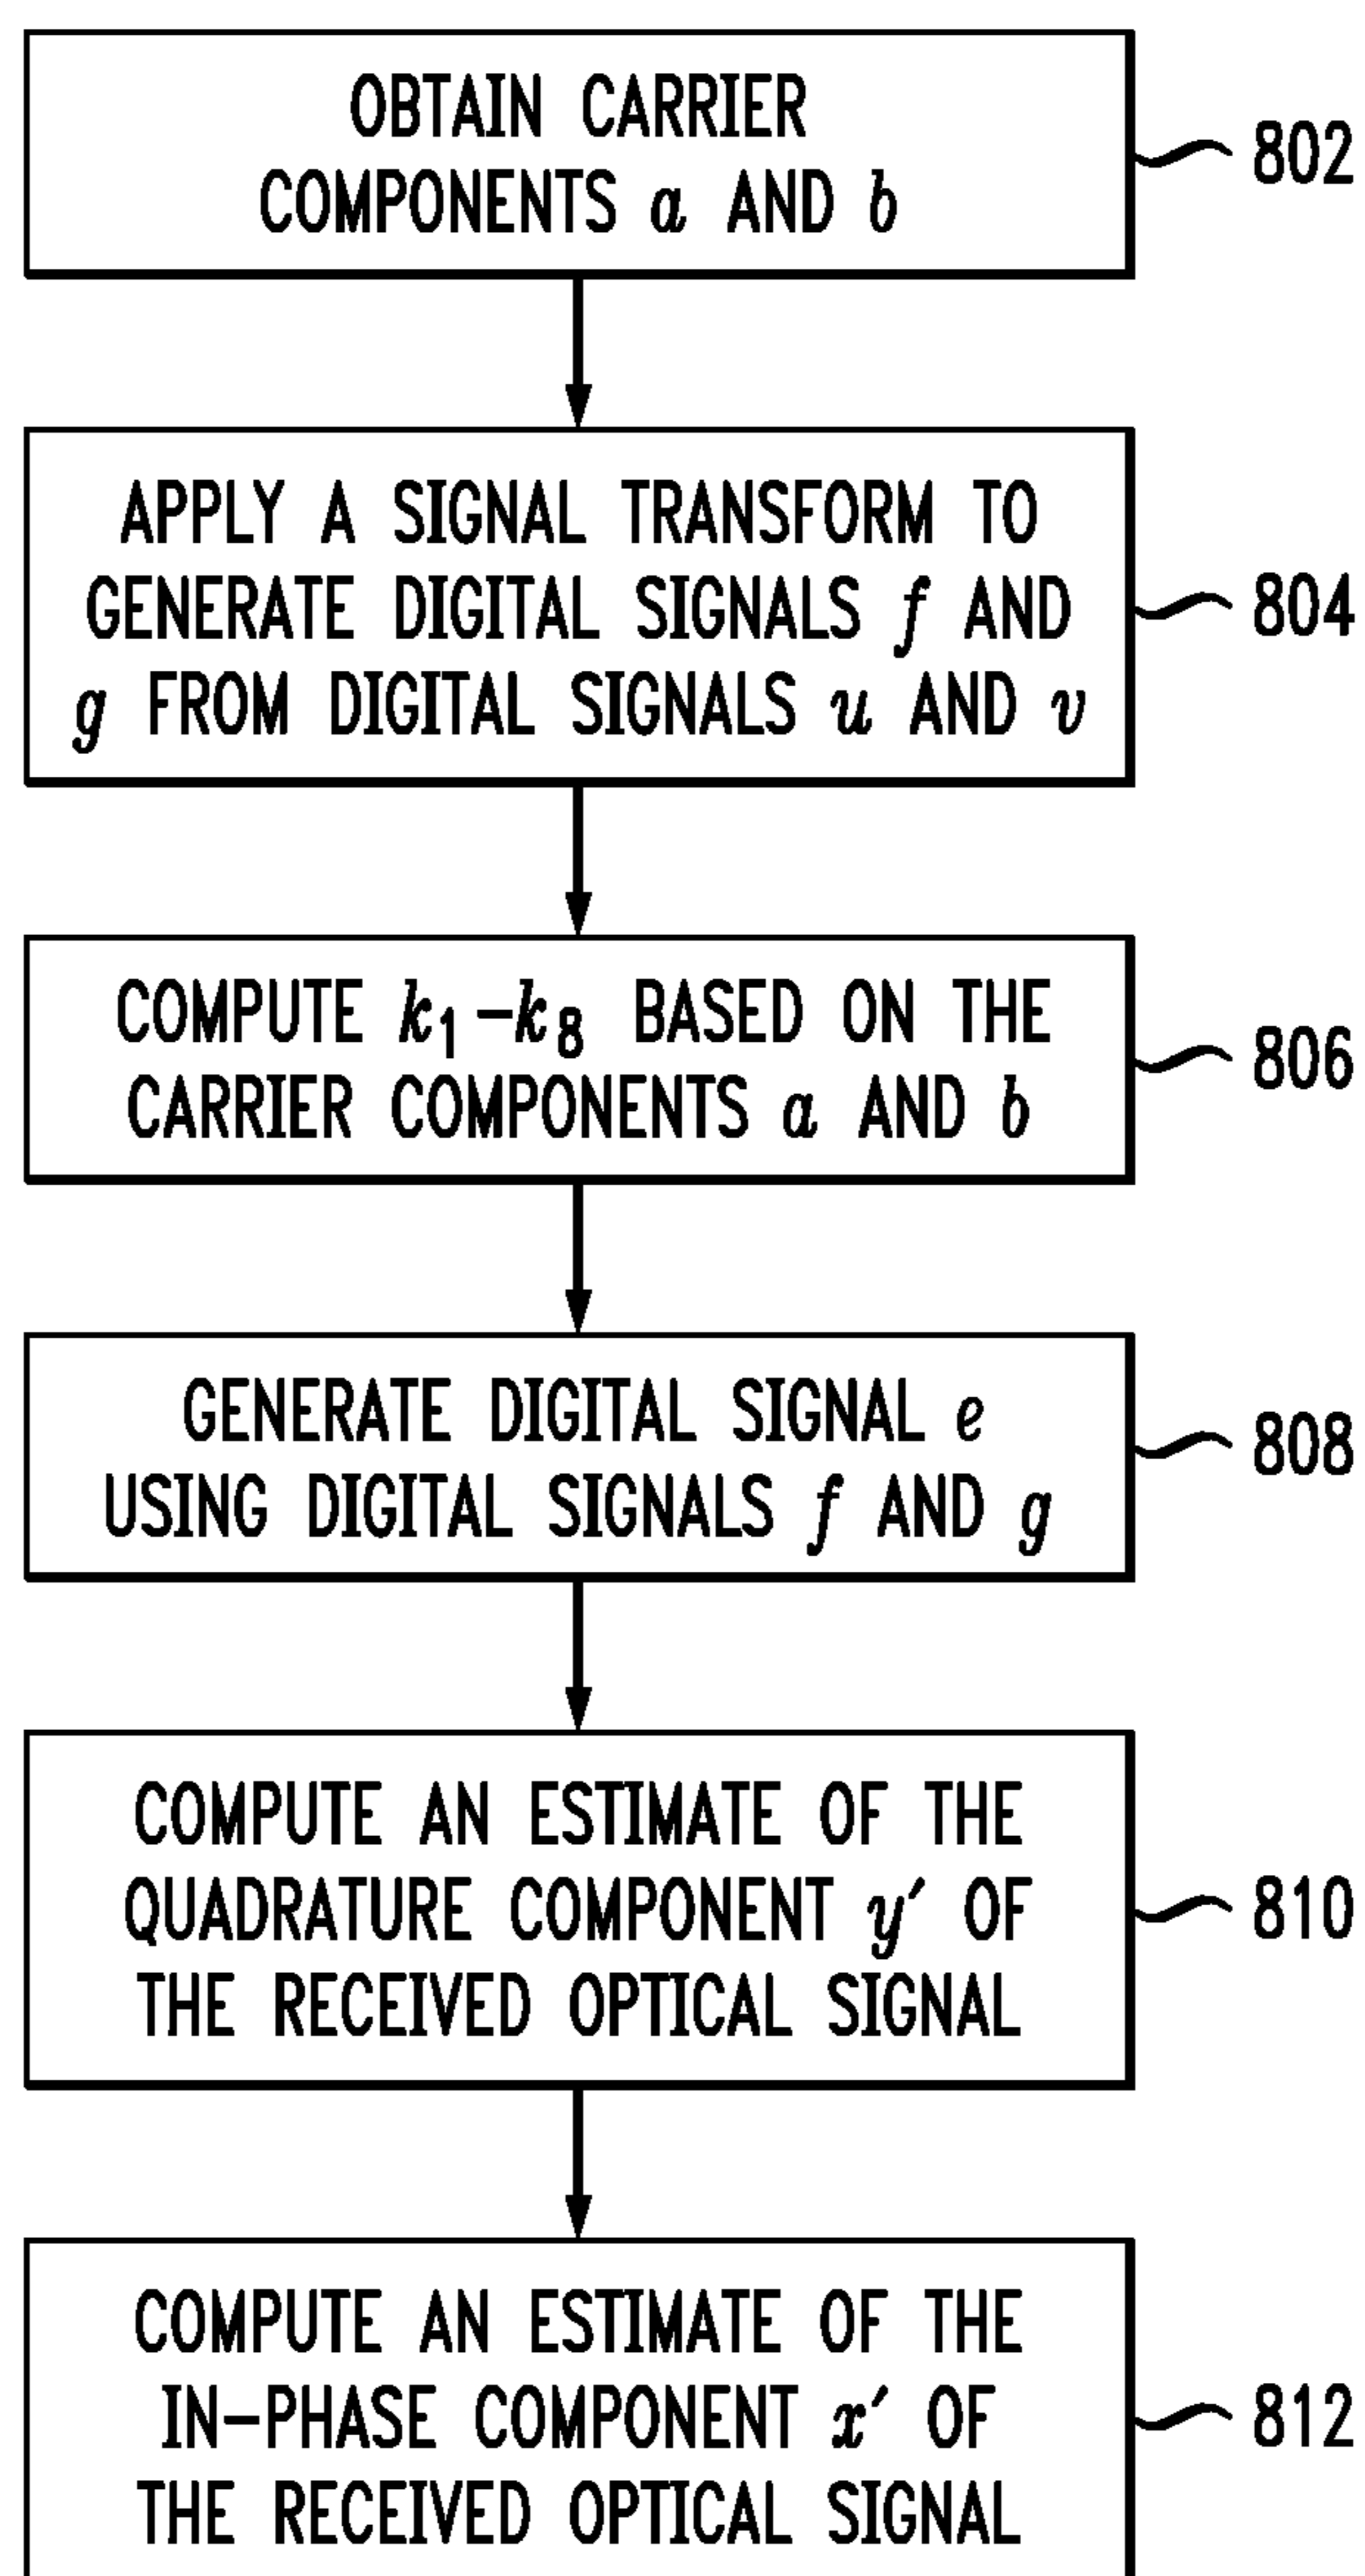 OBTAIN CARRIER
COMPONENTS a AND b
802
APPLY A SIGNAL TRANSFORM TO
GENERATE DIGITAL SIGNALS f AND
g FROM DIGITAL SIGNALS u AND v
804
COMPUTE k₁-k₈ BASED ON THE
CARRIER COMPONENTS a AND b
806
GENERATE DIGITAL SIGNAL e
USING DIGITAL SIGNALS f AND g
808
COMPUTE AN ESTIMATE OF THE
QUADRATURE COMPONENT y′ OF
THE RECEIVED OPTICAL SIGNAL
810
COMPUTE AN ESTIMATE OF THE
IN-PHASE COMPONENT x′ OF
THE RECEIVED OPTICAL SIGNAL
812